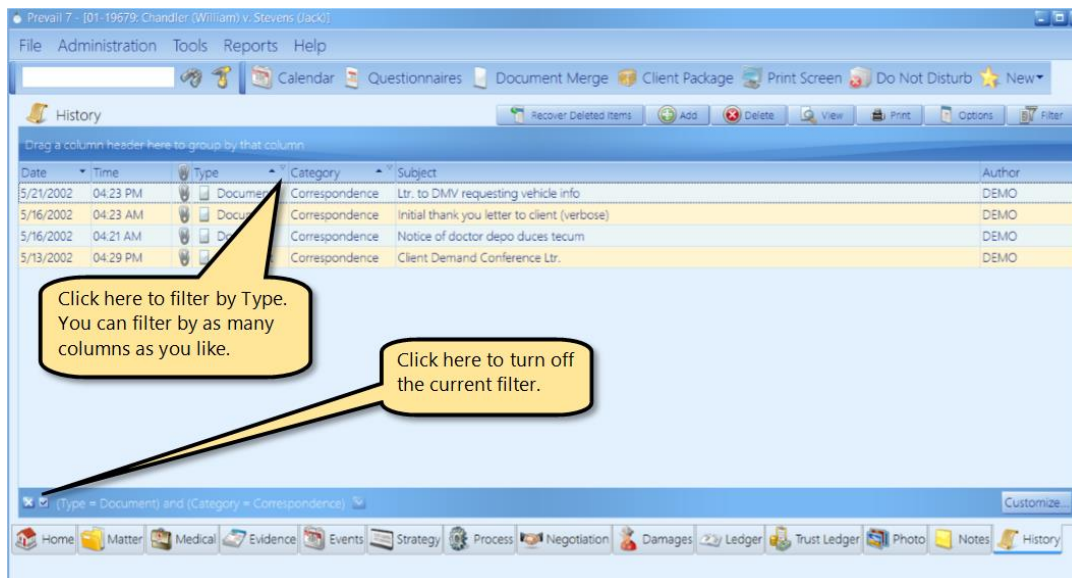 Prevail 7 - [01-19679: Chandler (William) v. Stevens (Jack)]
File Administration Tools Reports Help
Calendar Questionnaires Document Merge Client Package Print Screen Do Not Disturb New
History Recover Deleted Items Add Delete View Print Options Filter
Drag a column header here to group by that column
Date Time Type Category Subject Author
5/21/2002 04:23 PM Documen Correspondence Ltr. to DMV requesting vehicle info DEMO
5/16/2002 04:23 AM Docu Correspondence Initial thank you letter to client (verbose) DEMO
5/16/2002 04:21 AM Do Correspondence Notice of doctor depo duces tecum DEMO
5/13/2002 04:29 PM Correspondence Client Demand Conference Ltr. DEMO
Click here to filter by Type.
You can filter by as many
columns as you like.
Click here to turn off
the current filter.
(Type = Document) and (Category = Correspondence) Customize...
Home Matter Medical Evidence Events Strategy Process Negotiation Damages Ledger Trust Ledger Photo Notes History